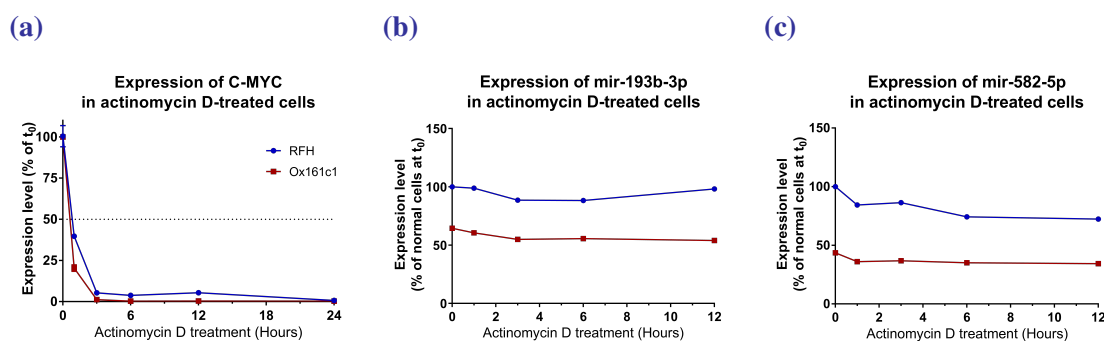 (a)
Expression of C-MYC
in actinomycin D-treated cells
Expression level (% of t0)
100
50
25
0
0
6
12
18
24
Actinomycin D treatment (Hours)
RFH
Ox161c1
(b)
Expression of mir-193b-3p
in actinomycin D-treated cells
Expression level
(% of normal cells at t0)
150
100
50
0
0
2
4
6
8
10
12
Actinomycin D treatment (Hours)
(c)
Expression of mir-582-5p
in actinomycin D-treated cells
Expression level
(% of normal cells at t0)
150
100
50
0
0
2
4
6
8
10
12
Actinomycin D treatment (Hours)